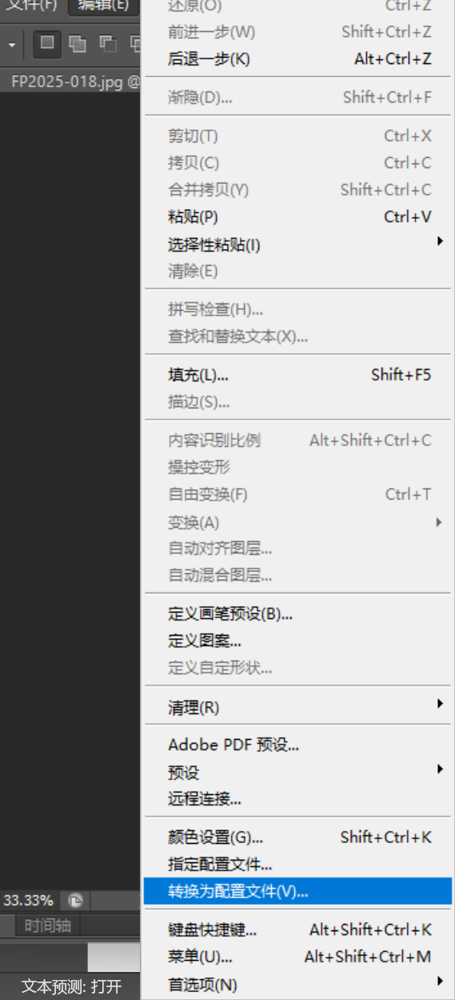 文件(F) 编辑(E)
还原(O) Ctrl+Z
前进一步(W) Shift+Ctrl+Z
后退一步(K) Alt+Ctrl+Z
FP2025-018.jpg @
渐隐(D)... Shift+Ctrl+F
剪切(T) Ctrl+X
拷贝(C) Ctrl+C
合并拷贝(Y) Shift+Ctrl+C
粘贴(P) Ctrl+V
选择性粘贴(I)
清除(E)
拼写检查(H)...
查找和替换文本(X)...
填充(L)... Shift+F5
描边(S)...
内容识别比例 Alt+Shift+Ctrl+C
操控变形
自由变换(F) Ctrl+T
变换(A)
自动对齐图层...
自动混合图层...
定义画笔预设(B)...
定义图案...
定义自定形状...
清理(R)
Adobe PDF 预设...
预设
远程连接...
颜色设置(G)... Shift+Ctrl+K
指定配置文件...
转换为配置文件(V)...
33.33%
时间轴
键盘快捷键... Alt+Shift+Ctrl+K
菜单(U)... Alt+Shift+Ctrl+M
首选项(N)
文本预测: 打开